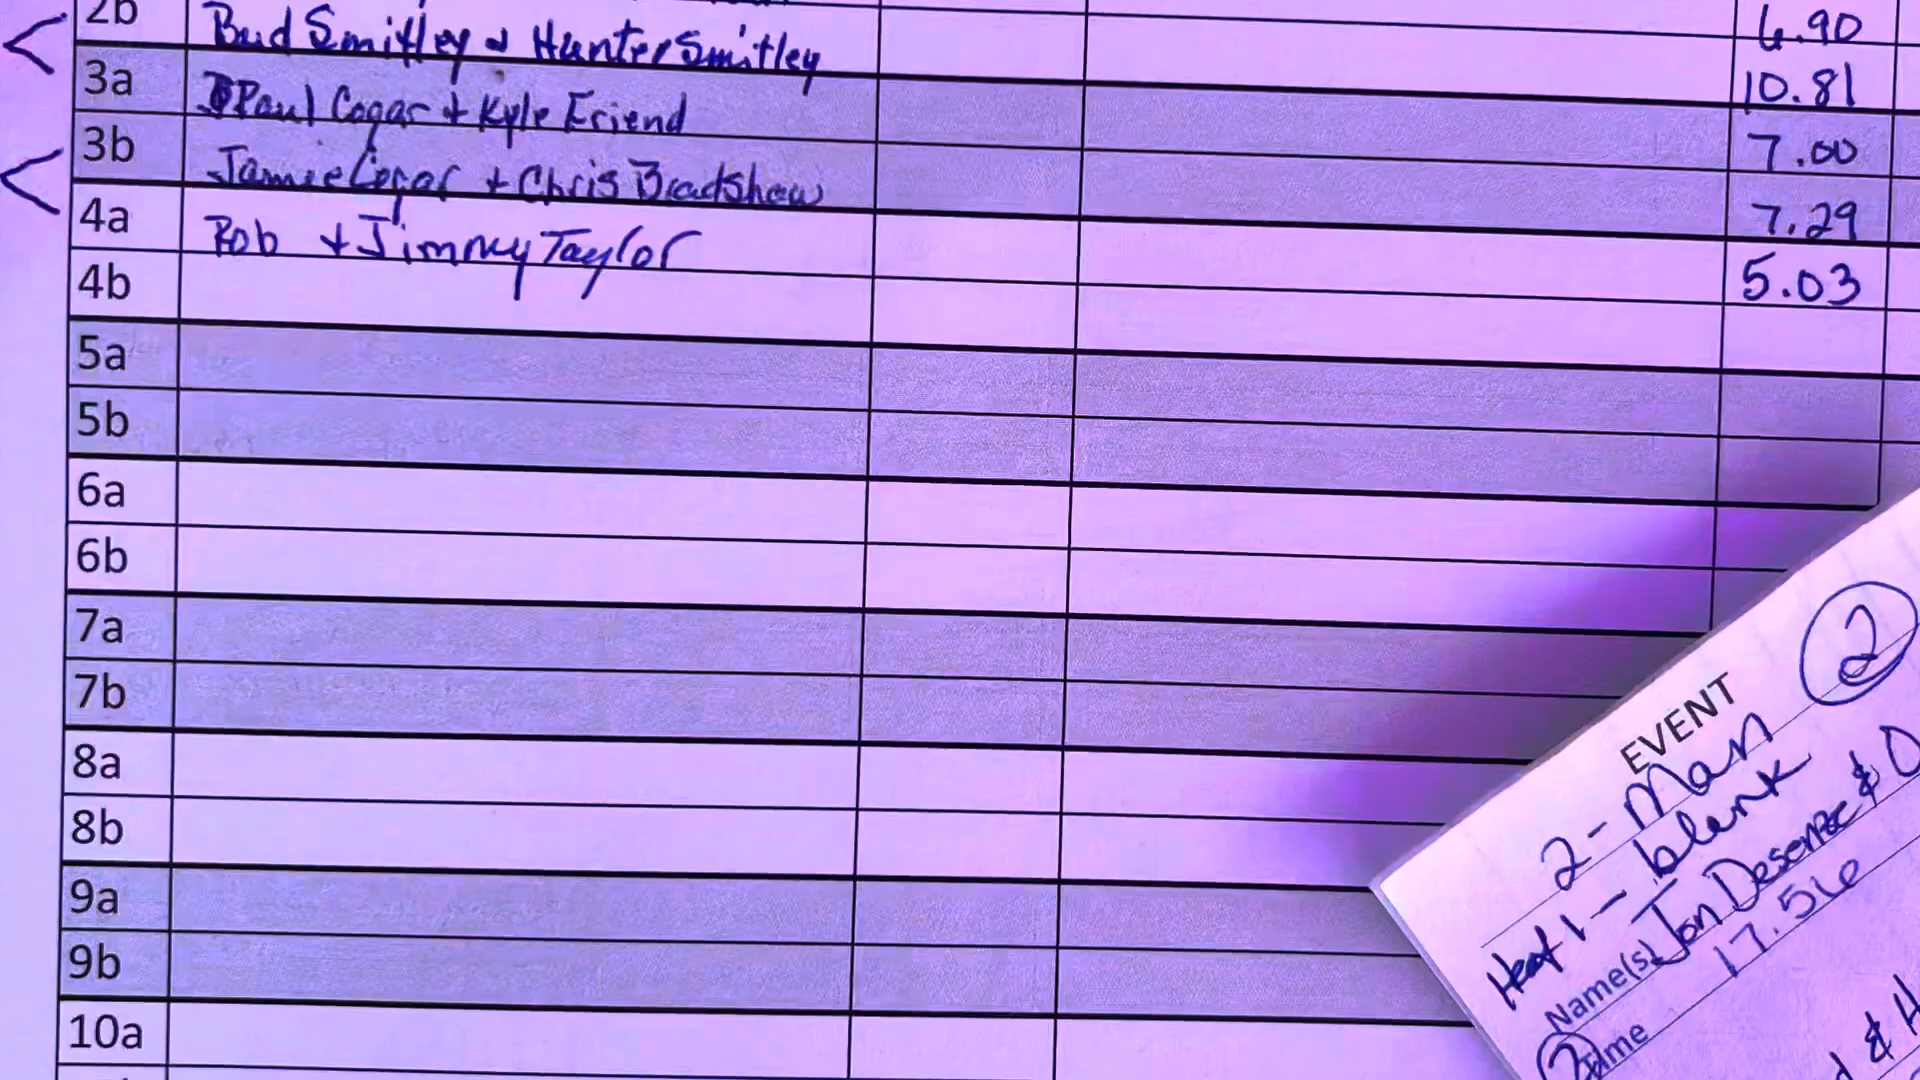 6.90
2b Bud Smitley & Hunter Smitley 10.81
3a Paul Cogar + Kyle Friend 7.00
3b Jamie Cogar + Chris Bradshaw 7.29
4a Rob + Jimmy Taylor 5.03
4b
5a
5b
6a
6b
7a
7b
8a
8b
9a
9b
10a
2
EVENT
2-Man
Heat 1 - blank
Name(s) Jon &
Time 17.56
2
& H